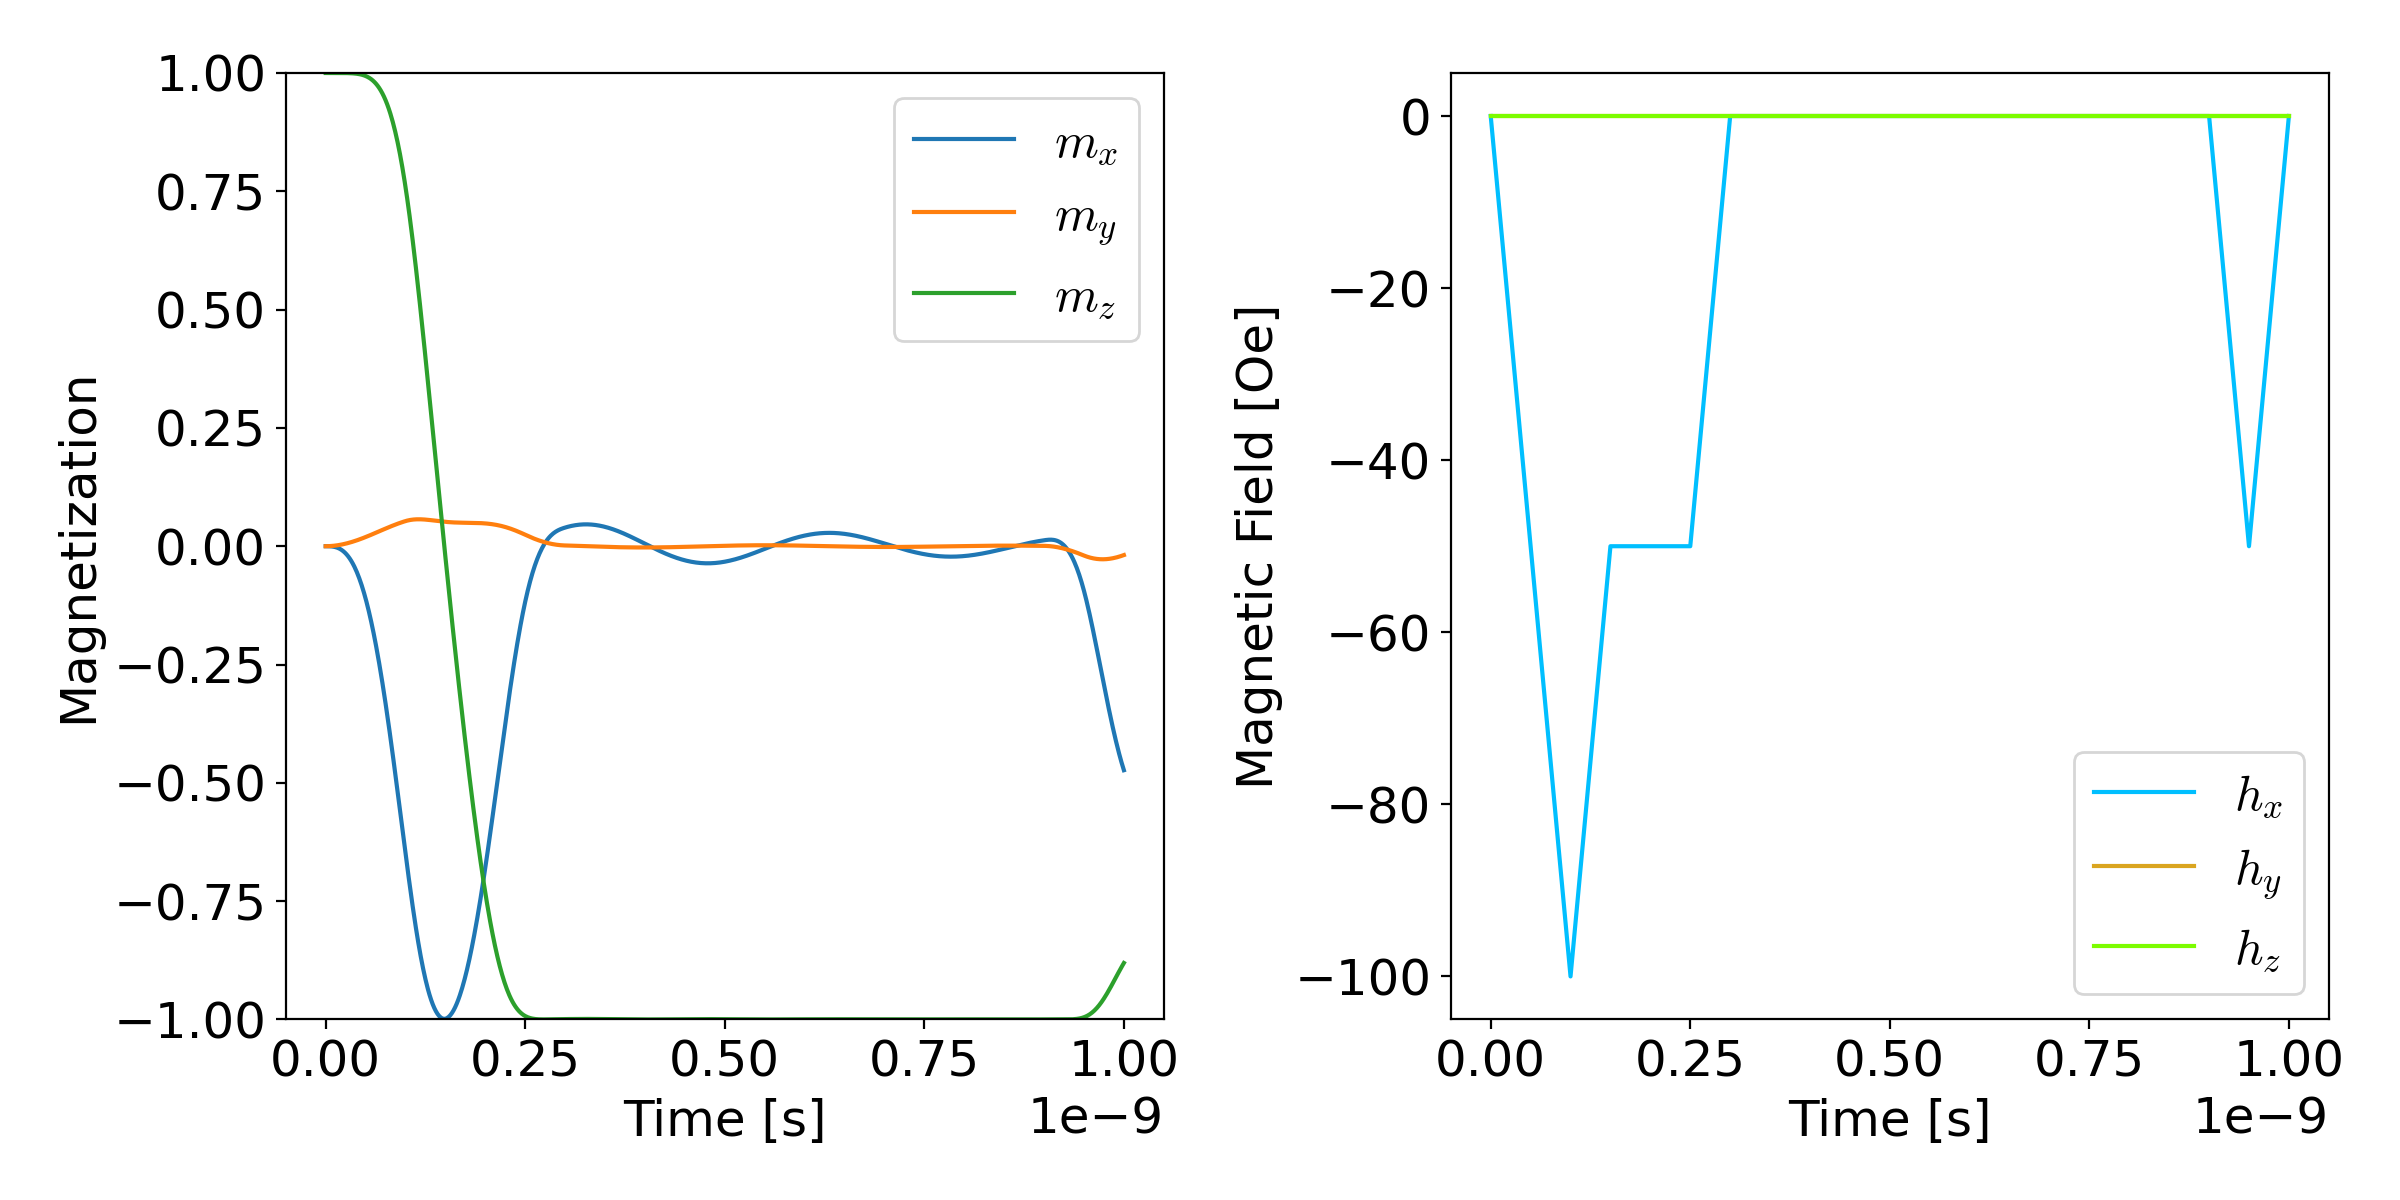 Magnetization
1.00
0.75
0.50
0.25
0.00
−0.25
−0.50
−0.75
−1.00
m_x
m_y
m_z
0.00 0.25 0.50 0.75 1.00
Time [s]
1e−9
Magnetic Field [Oe]
0
−20
−40
−60
−80
−100
h_x
h_y
h_z
0.00 0.25 0.50 0.75 1.00
Time [s]
1e−9